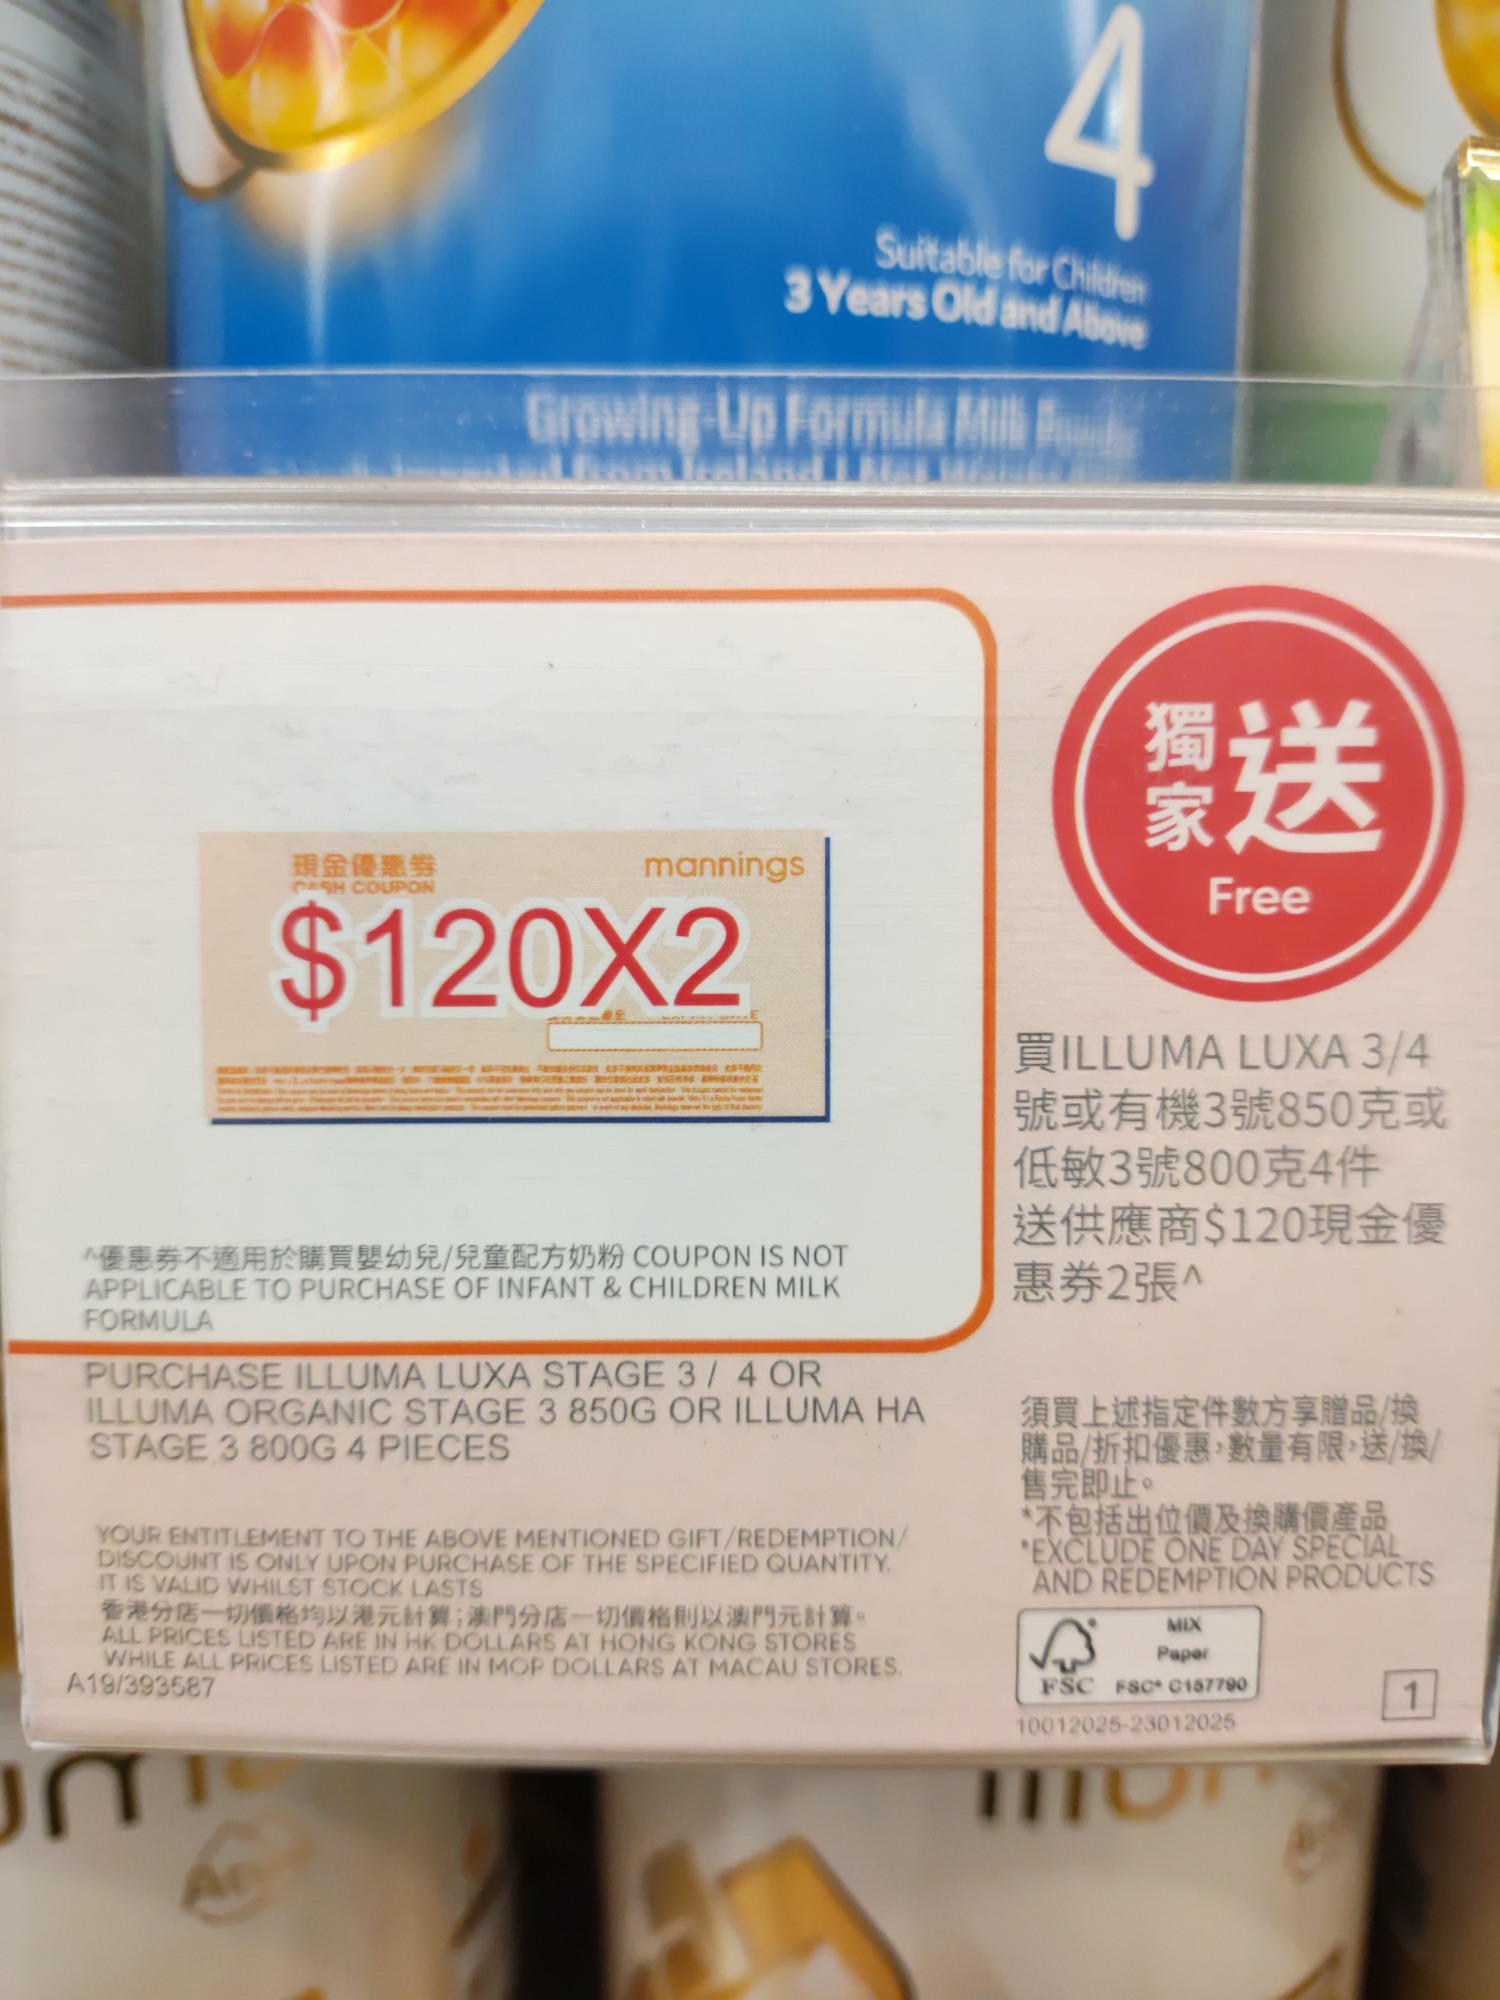 4
Suitable for Children
3 Years Old and Above
Growing-Up Formula Milk
現金優惠券
CASH COUPON
mannings
$120X2
^優惠券不適用於購買嬰幼兒/兒童配方奶粉 COUPON IS NOT
APPLICABLE TO PURCHASE OF INFANT & CHILDREN MILK
FORMULA
PURCHASE ILLUMA LUXA STAGE 3 / 4 OR
ILLUMA ORGANIC STAGE 3 850G OR ILLUMA HA
STAGE 3 800G 4 PIECES
YOUR ENTITLEMENT TO THE ABOVE MENTIONED GIFT/REDEMPTION/
DISCOUNT IS ONLY UPON PURCHASE OF THE SPECIFIED QUANTITY.
IT IS VALID WHILST STOCK LASTS
香港分店一切價格均以港元計算;澳門分店一切價格則以澳門元計算。
ALL PRICES LISTED ARE IN HK DOLLARS AT HONG KONG STORES
WHILE ALL PRICES LISTED ARE IN MOP DOLLARS AT MACAU STORES.
A19/393587
獨家送
Free
買ILLUMA LUXA 3/4
號或有機3號850克或
低敏3號800克4件
送供應商$120現金優
惠券2張^
須買上述指定件數方享贈品/換
購品/折扣優惠,數量有限,送/換/
售完即止。
*不包括出位價及換購價產品
*EXCLUDE ONE DAY SPECIAL
AND REDEMPTION PRODUCTS
FSC
MIX
Paper
FSC® C157790
1
10012025-23012025